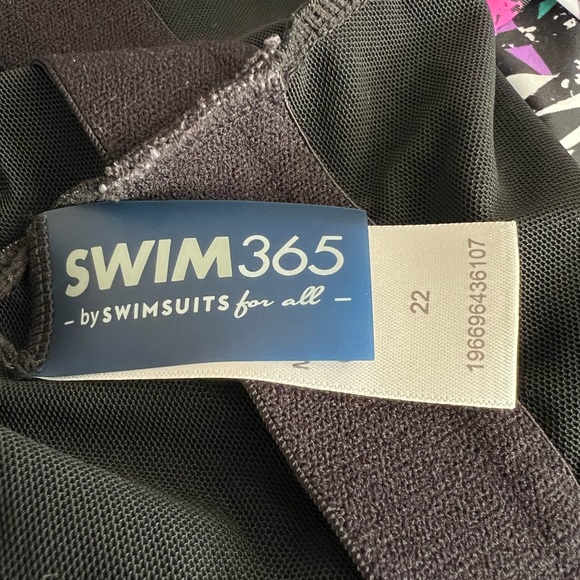 SWIM365
- by SWIMSUITS for all -
22
196696436107